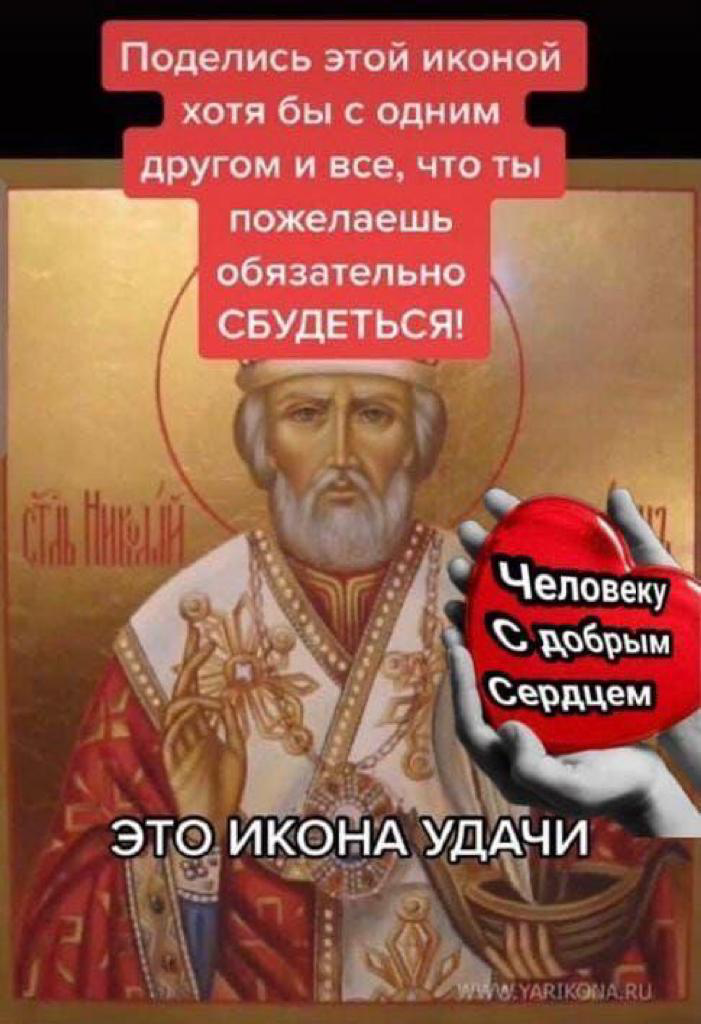 Поделись этой иконой
хотя бы с одним
другом и все, что ты
пожелаешь
обязательно
СБУДЕТЬСЯ!
Николай
Человеку
С добрым
Сердцем
ЭТО ИКОНА УДАЧИ
WWW.YARIKONA.RU